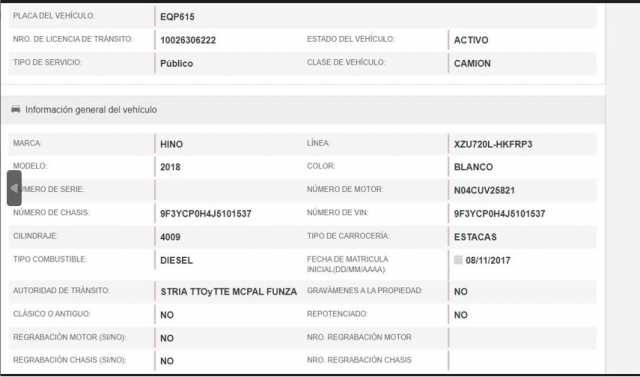 PLACA DEL VEHÍCULO: EQP615
NRO. DE LICENCIA DE TRÁNSITO: 10026306222 ESTADO DEL VEHÍCULO: ACTIVO
TIPO DE SERVICIO: Público CLASE DE VEHÍCULO: CAMION
Información general del vehículo
MARCA: HINO LÍNEA: XZU720L-HKFRP3
MODELO: 2018 COLOR: BLANCO
NÚMERO DE SERIE: NÚMERO DE MOTOR: N04CUV25821
NÚMERO DE CHASIS: 9F3YCP0H4J5101537 NÚMERO DE VIN: 9F3YCP0H4J5101537
CILINDRAJE: 4009 TIPO DE CARROCERÍA: ESTACAS
TIPO COMBUSTIBLE: DIESEL FECHA DE MATRICULA INICIAL(DD/MM/AAAA): 08/11/2017
AUTORIDAD DE TRÁNSITO: STRIA TTOyTTE MCPAL FUNZA GRAVÁMENES A LA PROPIEDAD: NO
CLÁSICO O ANTIGUO: NO REPOTENCIADO: NO
REGRABACIÓN MOTOR (SI/NO): NO NRO. REGRABACIÓN MOTOR
REGRABACIÓN CHASIS (SI/NO): NO NRO. REGRABACIÓN CHASIS